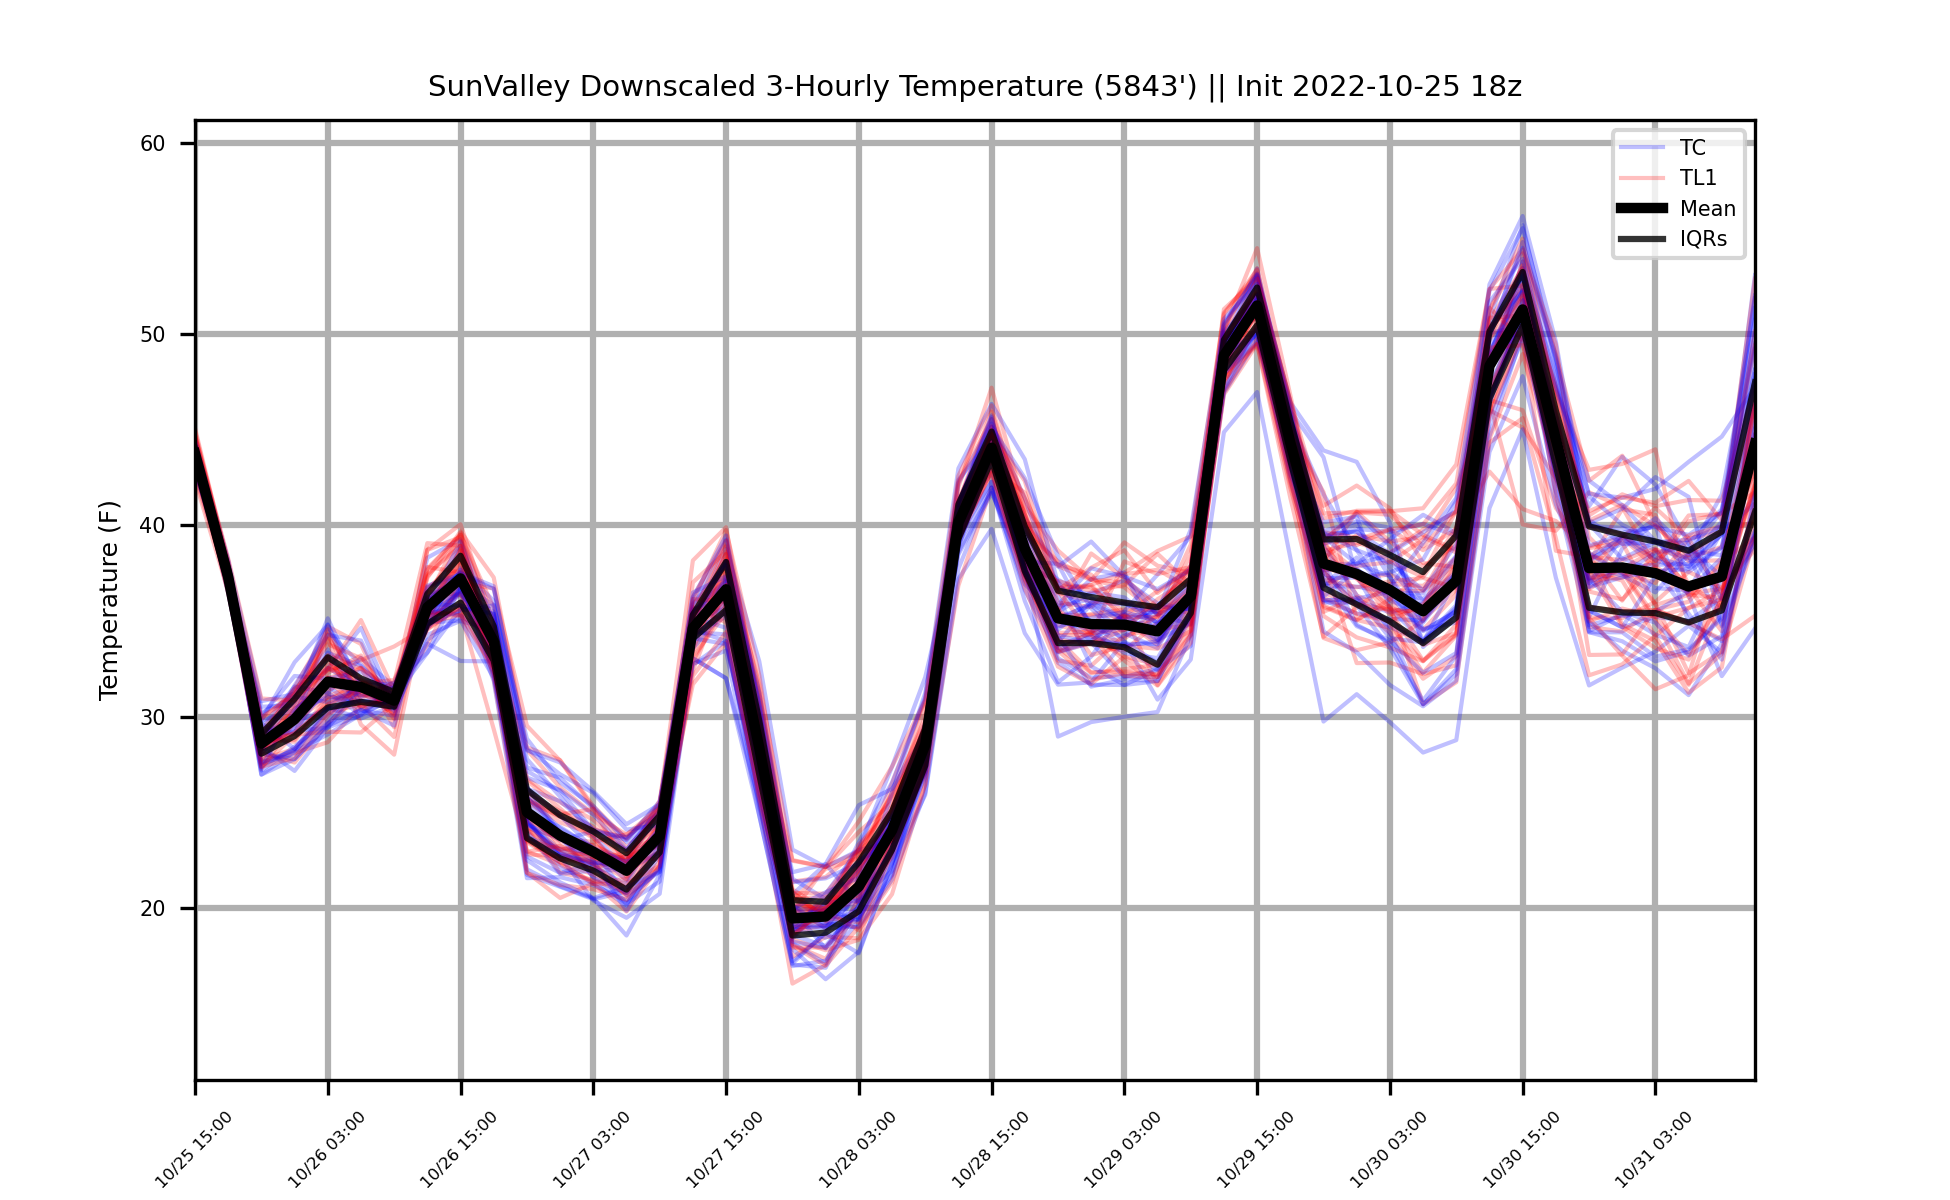 SunValley Downscaled 3-Hourly Temperature (5843') || Init 2022-10-25 18z
TC
TL1
Mean
IQRs
Temperature (F)
60
50
40
30
20
10/25 15:00
10/26 03:00
10/26 15:00
10/27 03:00
10/27 15:00
10/28 03:00
10/28 15:00
10/29 03:00
10/29 15:00
10/30 03:00
10/30 15:00
10/31 03:00